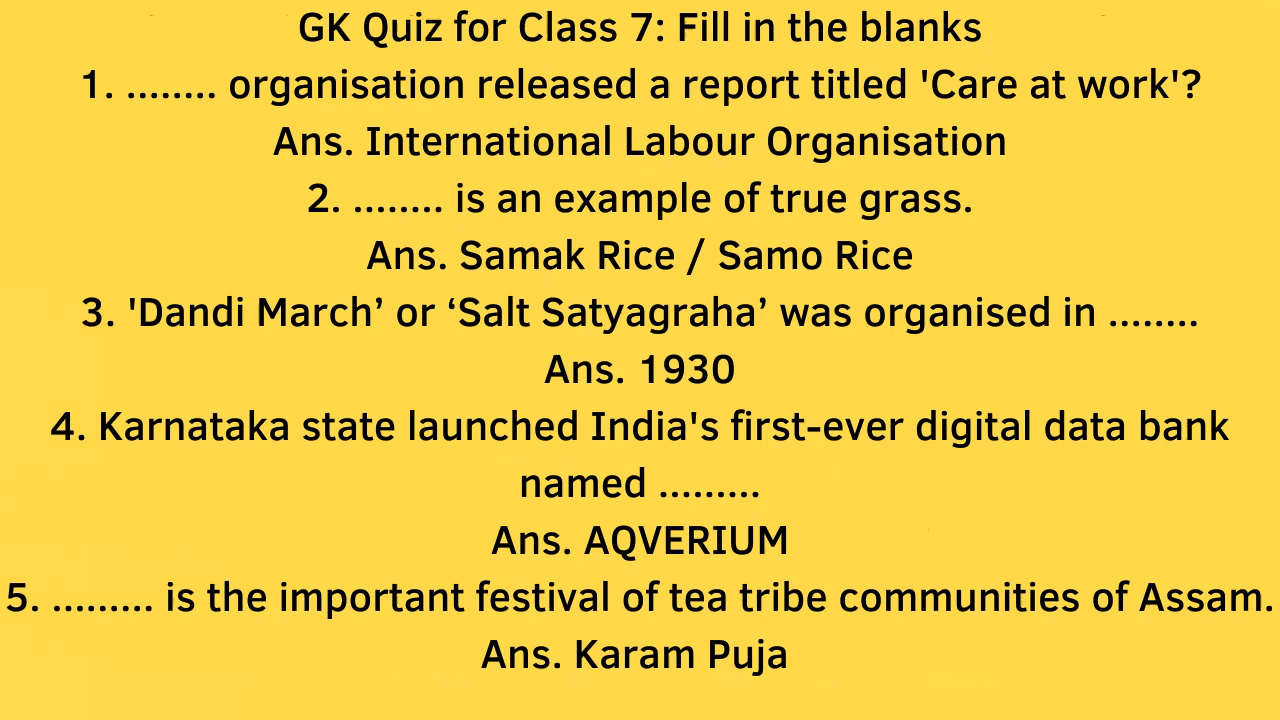 GK Quiz for Class 7: Fill in the blanks
1. ........ organisation released a report titled 'Care at work'?
Ans. International Labour Organisation
2. ........ is an example of true grass.
Ans. Samak Rice / Samo Rice
3. 'Dandi March’ or ‘Salt Satyagraha’ was organised in ........
Ans. 1930
4. Karnataka state launched India's first-ever digital data bank
named .........
Ans. AQVERIUM
5. ......... is the important festival of tea tribe communities of Assam.
Ans. Karam Puja